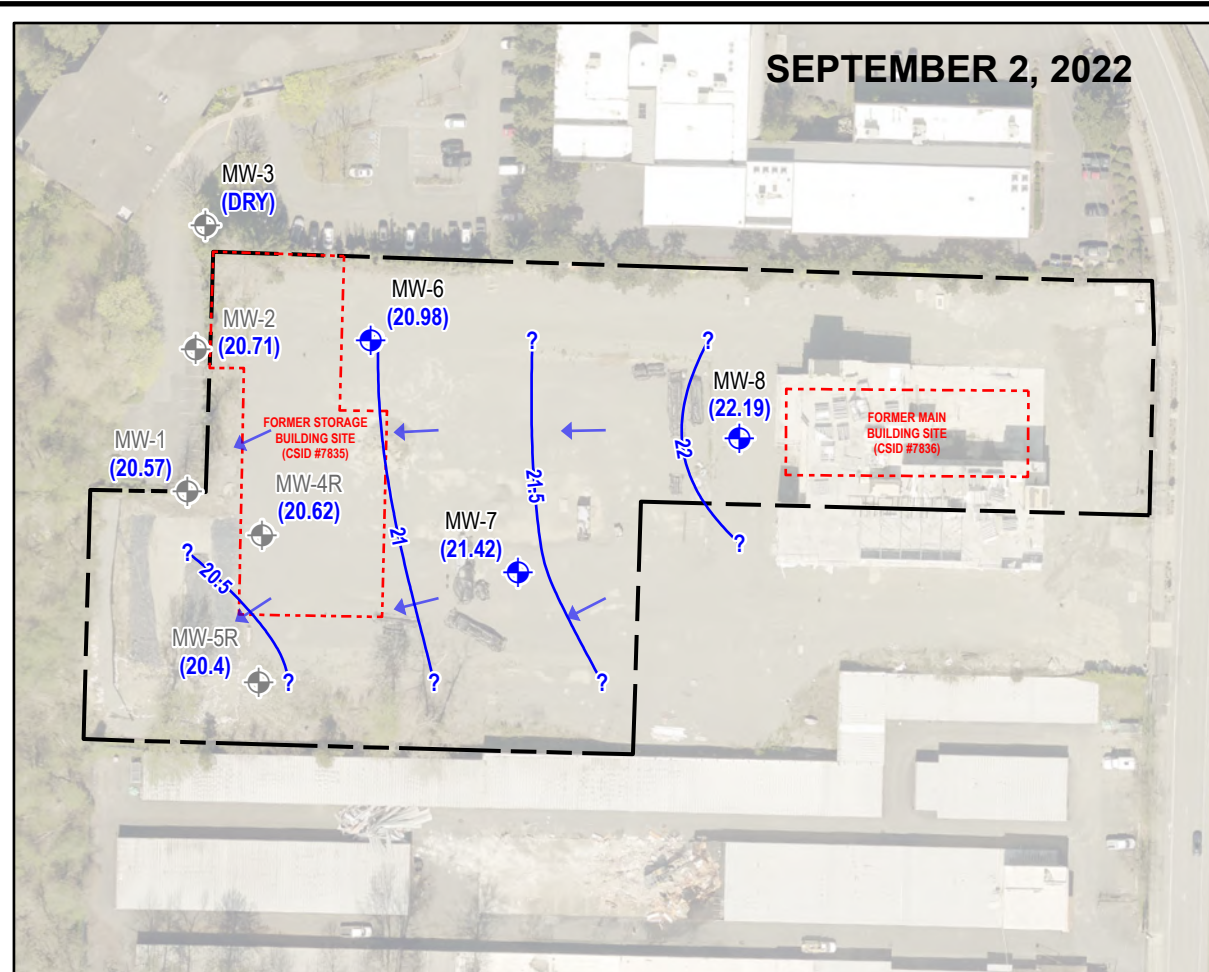 SEPTEMBER 2, 2022
MW-3
(DRY)
MW-6
(20.98)
MW-2
(20.71)
?
?
MW-8
(22.19)
FORMER STORAGE
BUILDING SITE
(CSID #7835)
FORMER MAIN
BUILDING SITE
(CSID #7836)
MW-1
(20.57)
22
21.5
MW-4R
(20.62)
21
MW-7
(21.42)
?
?
20.5
MW-5R
(20.4)
?
?
?